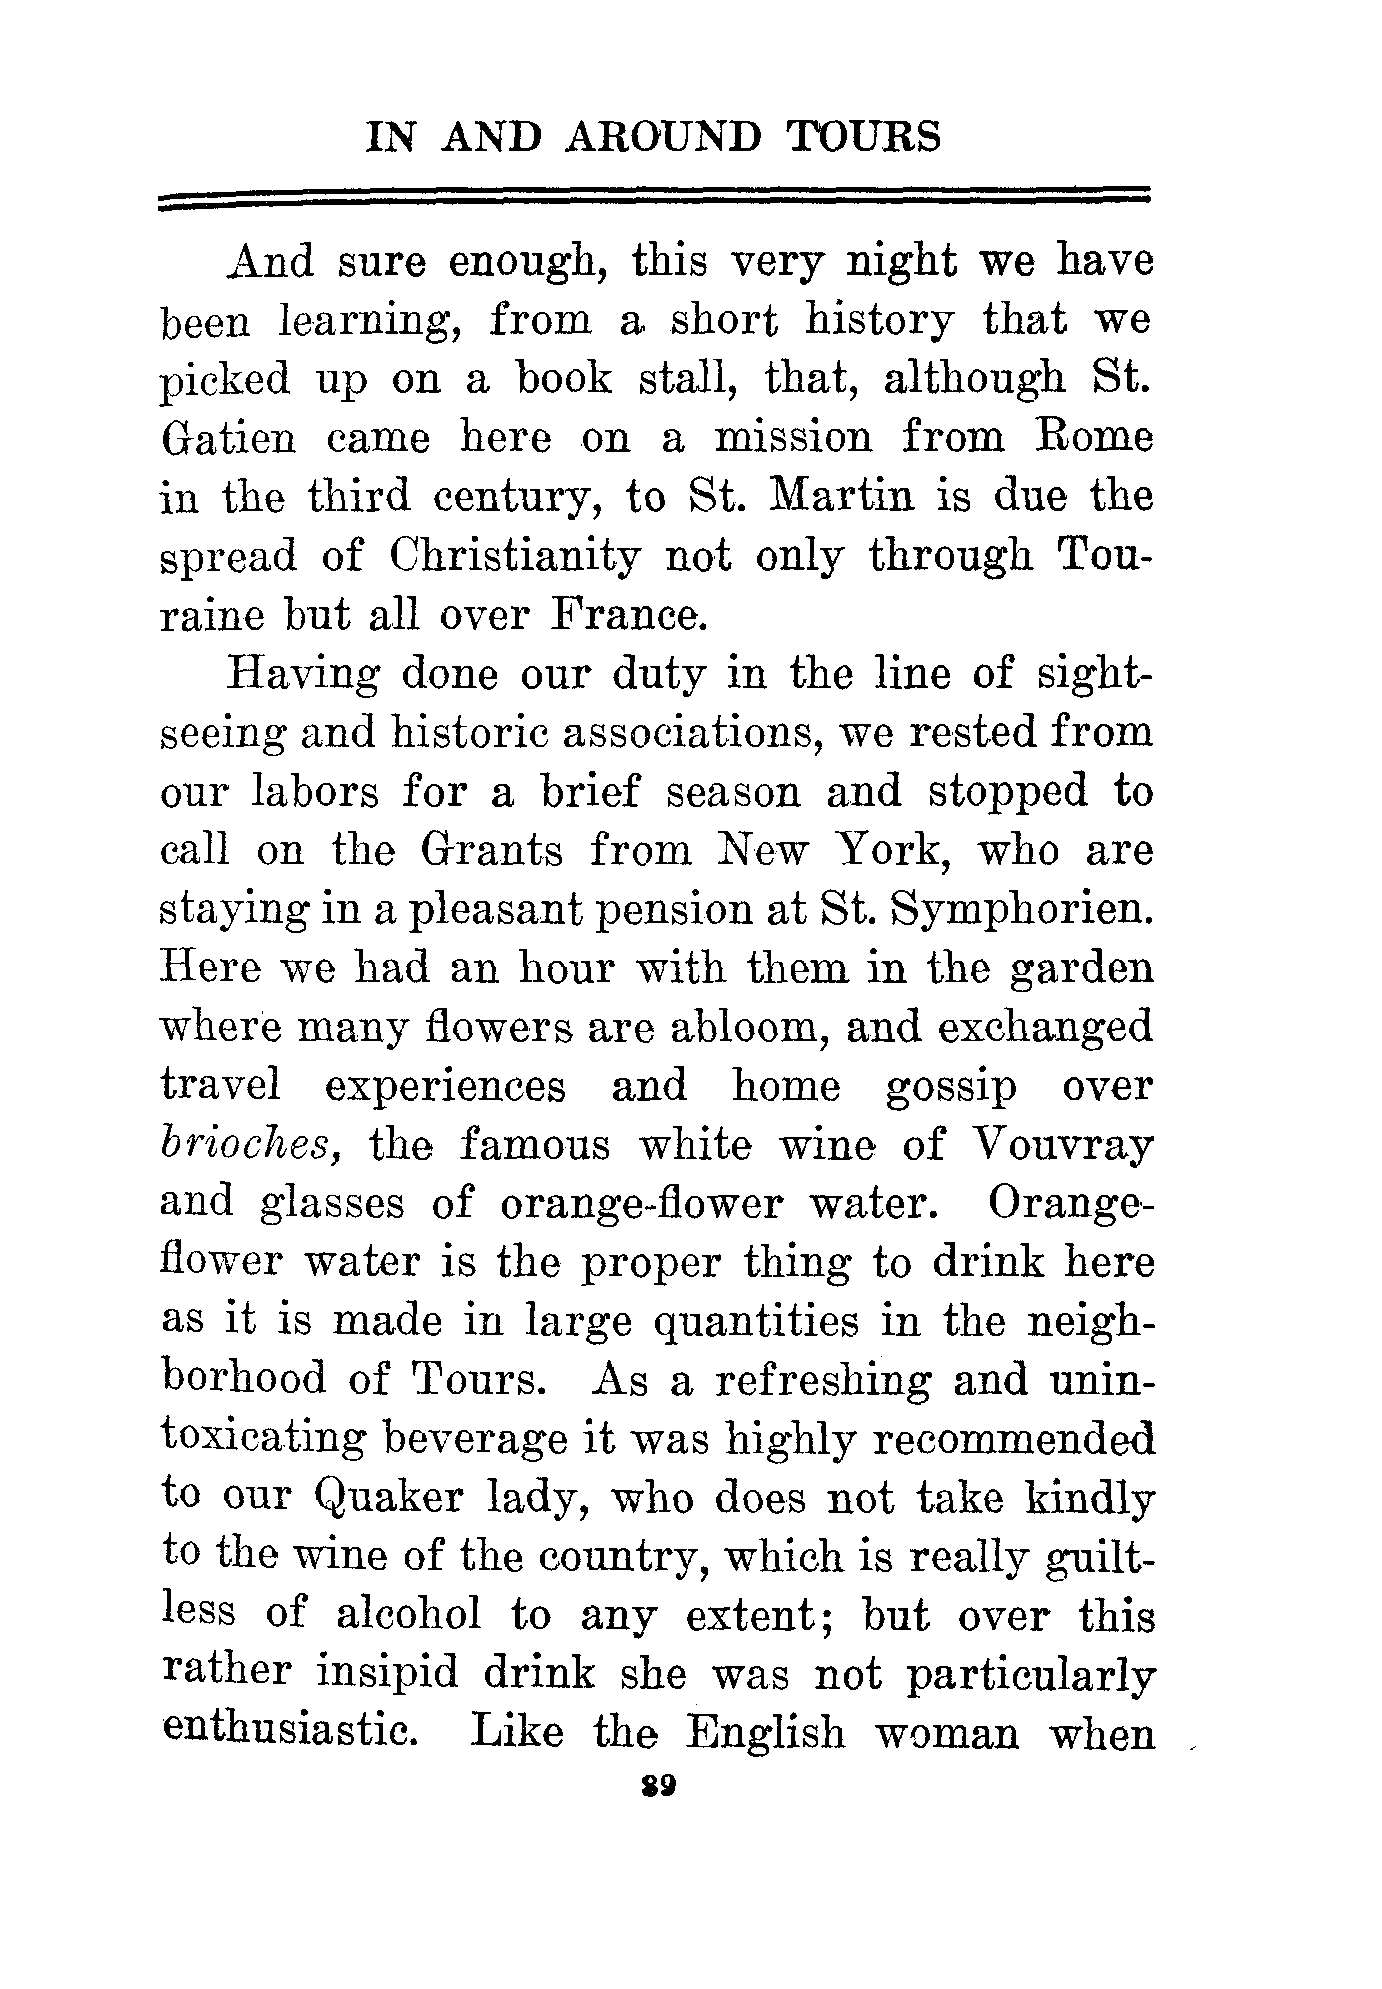 IN AND AROUND TOURS
And sure enough, this very night we have
been learning, from a short history that we
picked up on a book stall, that, although St.
Gatien came here on a mission from Rome
in the third century, to St. Martin is due the
spread of Christianity not only through Tou-
raine but all over France.
Having done our duty in the line of sight-
seeing and historic associations, we rested from
our labors for a brief season and stopped to
call on the Grants from New York, who are
staying in a pleasant pension at St. Symphorien.
Here we had an hour with them in the garden
where many flowers are abloom, and exchanged
travel experiences and home gossip over
brioches, the famous white wine of Vouvray
and glasses of orange-flower water. Orange-
flower water is the proper thing to drink here
as it is made in large quantities in the neigh-
borhood of Tours. As a refreshing and unin-
toxicating beverage it was highly recommended
to our Quaker lady, who does not take kindly
to the wine of the country, which is really guilt-
less of alcohol to any extent; but over this
rather insipid drink she was not particularly
enthusiastic. Like the English woman when
89